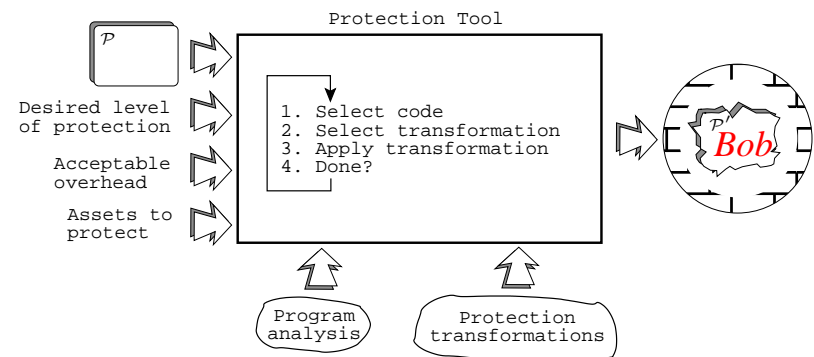 Protection Tool
P
Desired level
of protection
Acceptable
overhead
Assets to
protect
1. Select code
2. Select transformation
3. Apply transformation
4. Done?
P'
Bob
Program
analysis
Protection
transformations